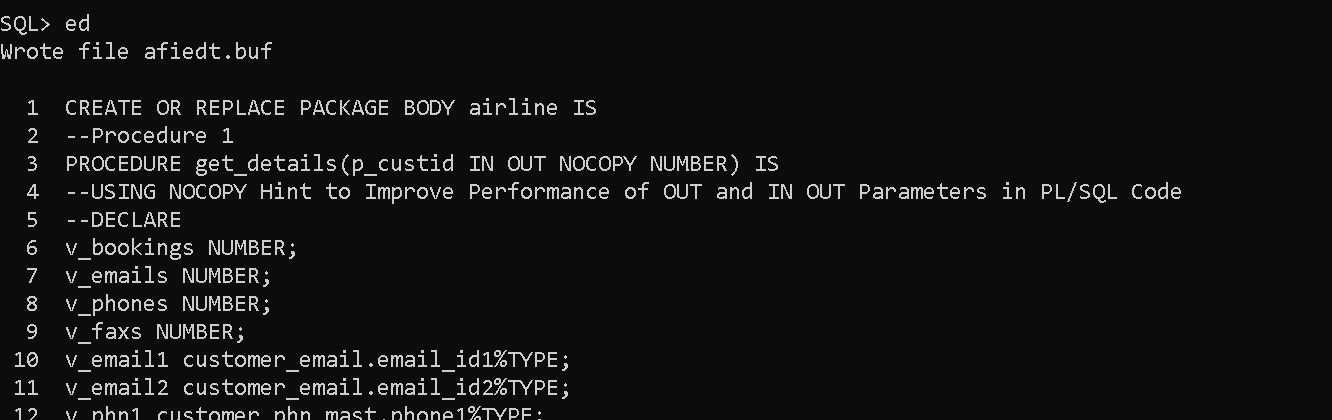 SQL> ed
Wrote file afiedt.buf
1 CREATE OR REPLACE PACKAGE BODY airline IS
2 --Procedure 1
3 PROCEDURE get_details(p_custid IN OUT NOCOPY NUMBER) IS
4 --USING NOCOPY Hint to Improve Performance of OUT and IN OUT Parameters in PL/SQL Code
5 --DECLARE
6 v_bookings NUMBER;
7 v_emails NUMBER;
8 v_phones NUMBER;
9 v_faxs NUMBER;
10 v_email1 customer_email.email_id1%TYPE;
11 v_email2 customer_email.email_id2%TYPE;
12 v_phn1 customer_phn_mast.phone1%TYPE;